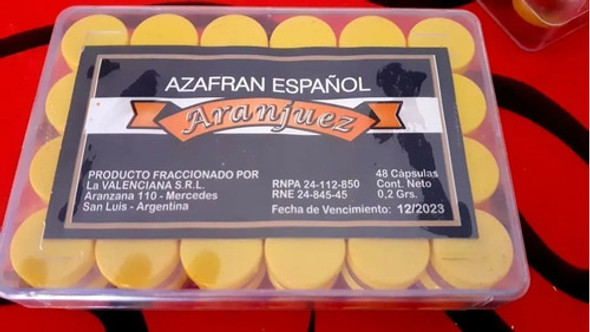 AZAFRAN ESPAÑOL
Aranjuez
PRODUCTO FRACCIONADO POR
La VALENCIANA S.R.L.
Aranzana 110 - Mercedes
San Luis - Argentina
RNPA 24-112-850
RNE 24-845-45
48 Cápsulas
Cont. Neto
0,2 Grs.
Fecha de Vencimiento: 12/2023